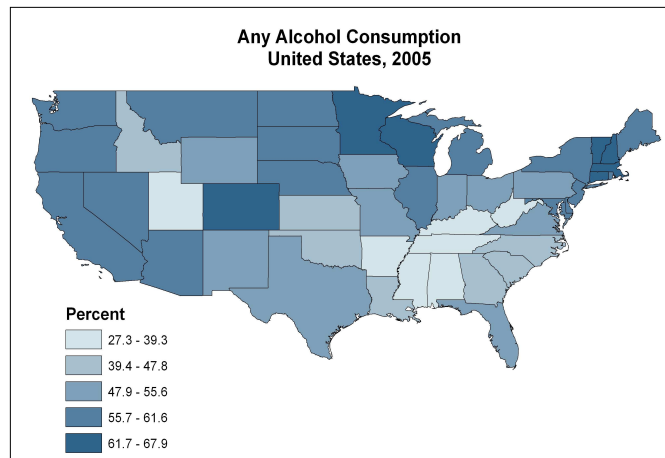 Any Alcohol Consumption
United States, 2005
Percent
27.3 - 39.3
39.4 - 47.8
47.9 - 55.6
55.7 - 61.6
61.7 - 67.9